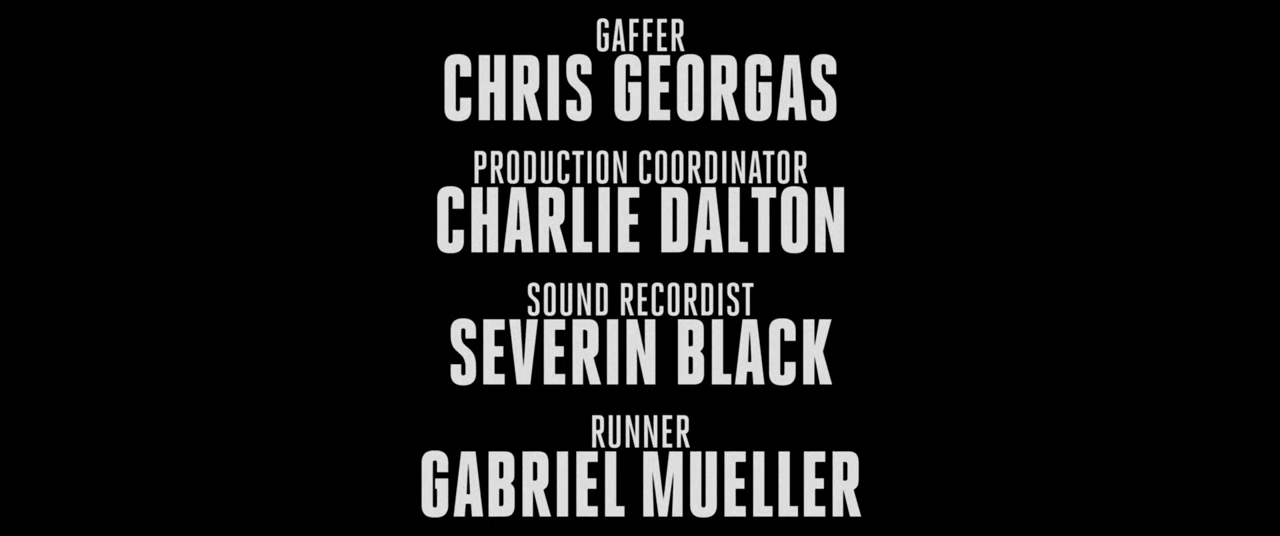 GAFFER
CHRIS GEORGAS
PRODUCTION COORDINATOR
CHARLIE DALTON
SOUND RECORDIST
SEVERIN BLACK
RUNNER
GABRIEL MUELLER